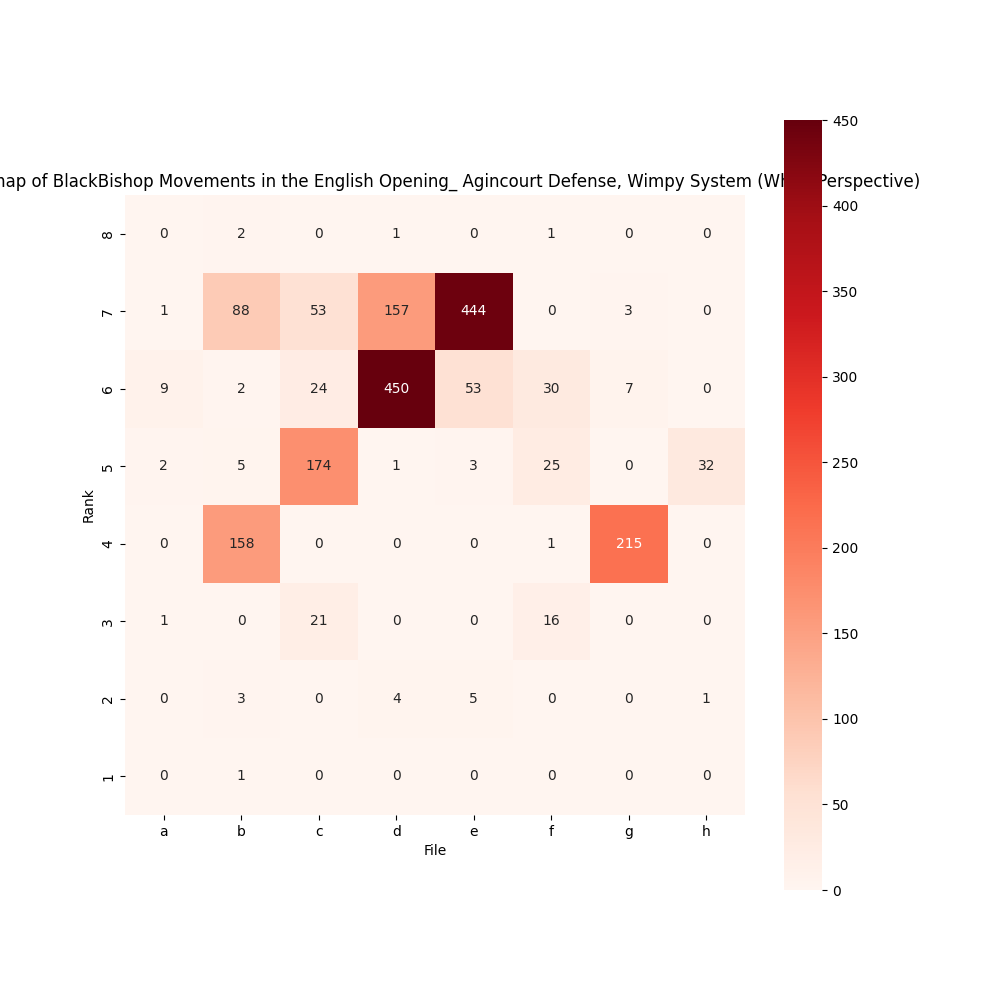 map of BlackBishop Movements in the English Opening_ Agincourt Defense, Wimpy System (Wh Perspective)
8 0 2 0 1 0 1 0 0
7 1 88 53 157 444 0 3 0
6 9 2 24 450 53 30 7 0
5 2 5 174 1 3 25 0 32
4 0 158 0 0 0 1 215 0
3 1 0 21 0 0 16 0 0
2 0 3 0 4 5 0 0 1
1 0 1 0 0 0 0 0 0
Rank
a b c d e f g h
File
450
400
350
300
250
200
150
100
50
0